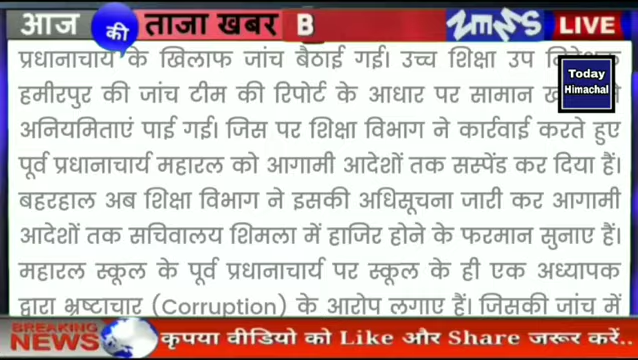 आज की ताजा खबर B
NEWS LIVE
Today
Himachal
प्रधानाचार्य के खिलाफ जांच बैठाई गई। उच्च शिक्षा उप
हमीरपुर की जांच टीम की रिपोर्ट के आधार पर सामान
अनियमिताएं पाई गई। जिस पर शिक्षा विभाग ने कार्रवाई करते हुए
पूर्व प्रधानाचार्य महारल को आगामी आदेशों तक सस्पेंड कर दिया हैं।
बहरहाल अब शिक्षा विभाग ने इसकी अधिसूचना जारी कर आगामी
आदेशों तक सचिवालय शिमला में हाजिर होने के फरमान सुनाए हैं।
महारल स्कूल के पूर्व प्रधानाचार्य पर स्कूल के ही एक अध्यापक
द्वारा भ्रष्टाचार (Corruption) के आरोप लगाए हैं। जिसकी जांच में
BREAKING
NEWS
कृपया वीडियो को Like और Share जरूर करें..